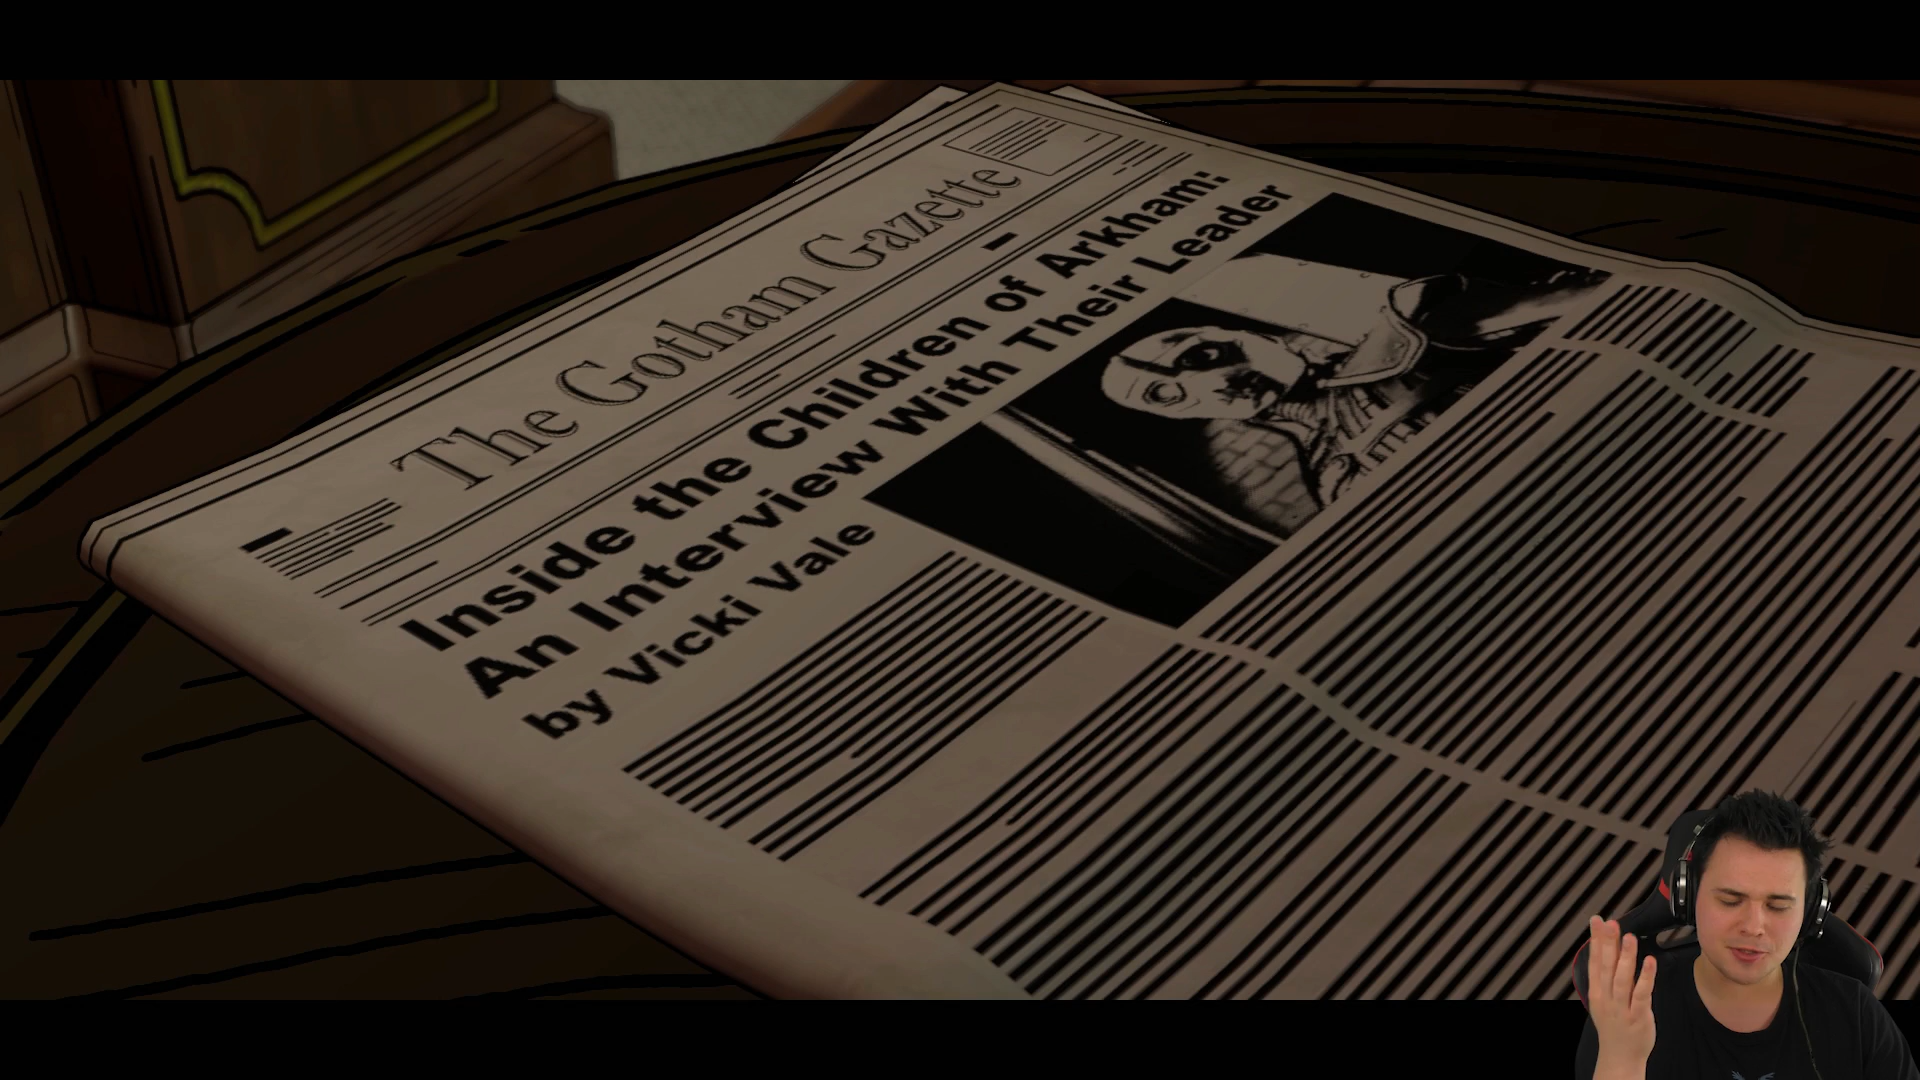 The Gotham Gazette
Inside the Children of Arkham:
An Interview With Their Leader
by Vicki Vale